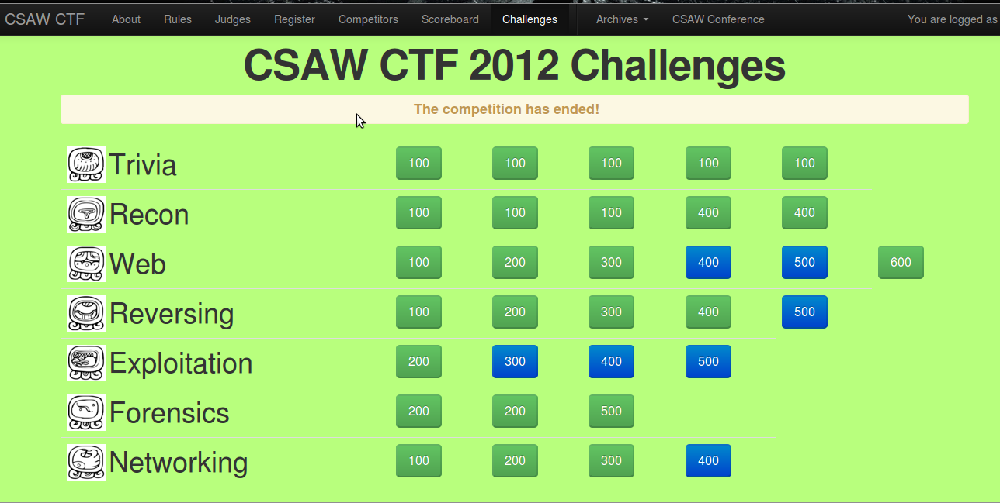 CSAW CTF About Rules Judges Register Competitors Scoreboard Challenges Archives CSAW Conference You are logged as
CSAW CTF 2012 Challenges
The competition has ended!
Trivia 100 100 100 100 100
Recon 100 100 100 400 400
Web 100 200 300 400 500 600
Reversing 100 200 300 400 500
Exploitation 200 300 400 500
Forensics 200 200 500
Networking 100 200 300 400